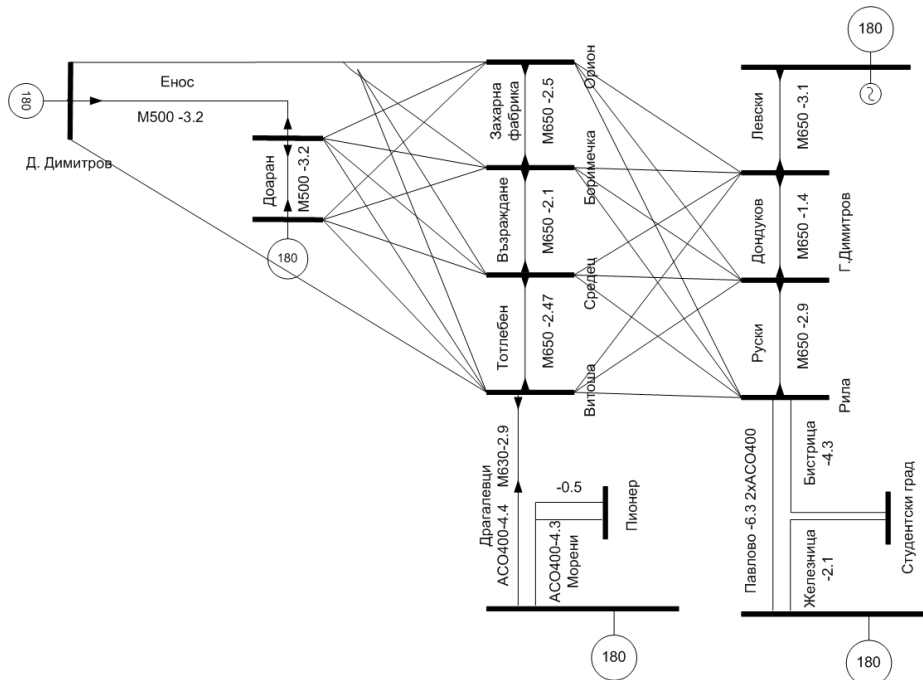 180
Енос
М500 -3.2
180
Д. Димитров
Доаран
М500 -3.2
180
Захарна
фабрика
М650 -2.5
Орион
Възраждане
М650 -2.1
Боримечка
Тотлебен
М650 -2.47
Средец
Витоша
180
Левски
М650 -3.1
Дондуков
М650 -1.4
Г.Димитров
Руски
М650 -2.9
Рила
Драгалевци
АСО400-4.4
М630-2.9
-0.5
АСО400-4.3
Морени
Пионер
180
Павлово -6.3 2хАСО400
Бистрица
-4.3
Железница
-2.1
Студентски град
180